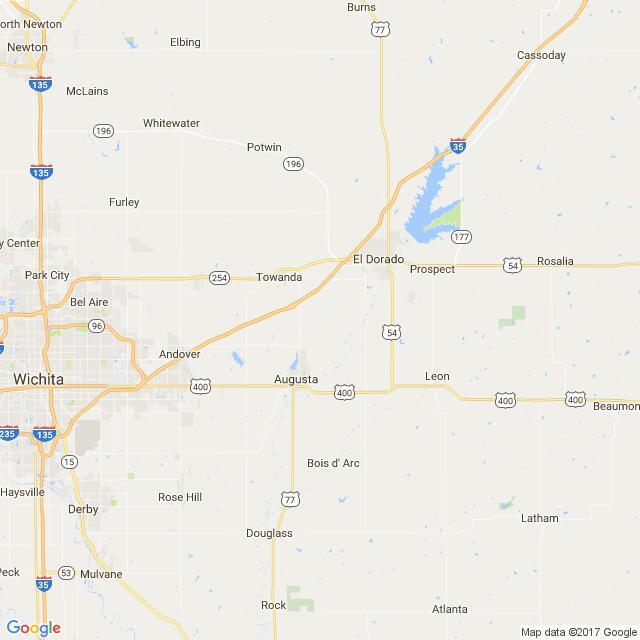 Burns
77
North Newton
Newton
Elbing
Cassoday
135
McLains
Whitewater
196
Potwin
35
196
135
Furley
177
y Center
El Dorado
Rosalia
54
Prospect
Park City
254
Towanda
Bel Aire
96
54
Andover
Wichita
Augusta
Leon
400
400
400
400
Beaumon
235
135
15
Bois d' Arc
Haysville
Rose Hill
77
Derby
Latham
Douglass
Peck
53
Mulvane
35
Rock
Atlanta
Google
Map data ©2017 Google